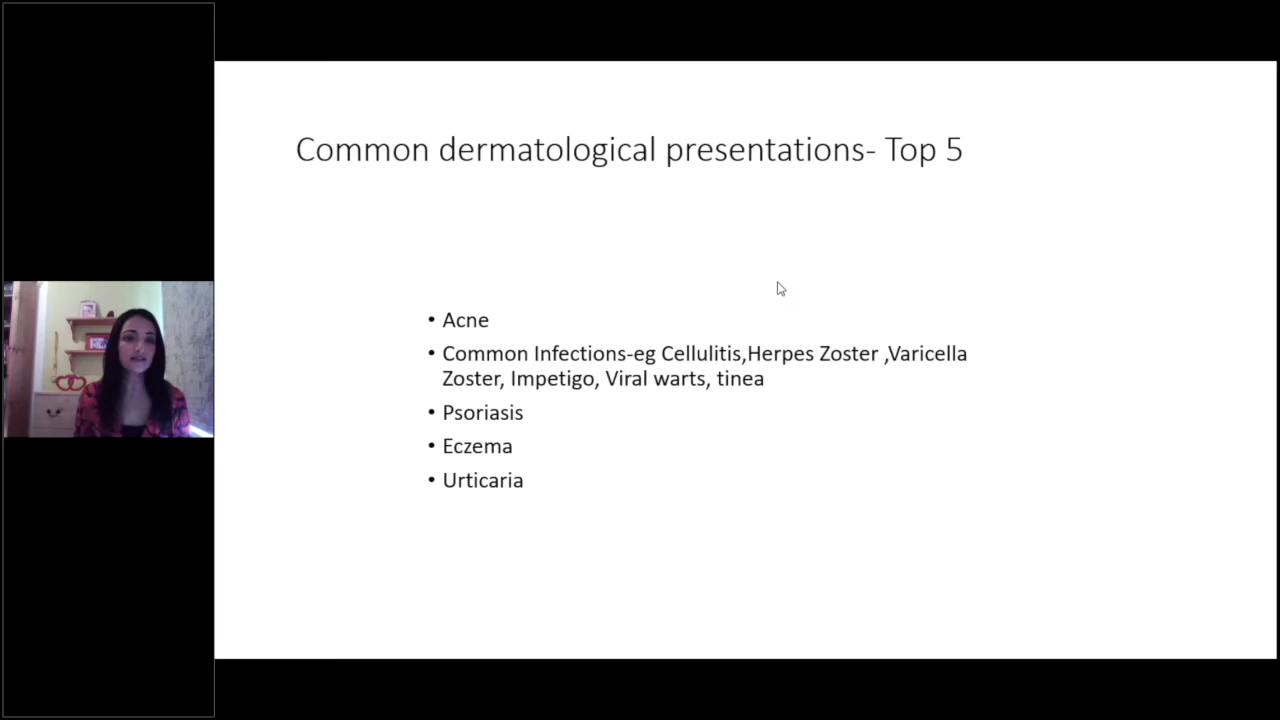 Common dermatological presentations- Top 5
• Acne
• Common Infections-eg Cellulitis,Herpes Zoster ,Varicella
Zoster, Impetigo, Viral warts, tinea
• Psoriasis
• Eczema
• Urticaria